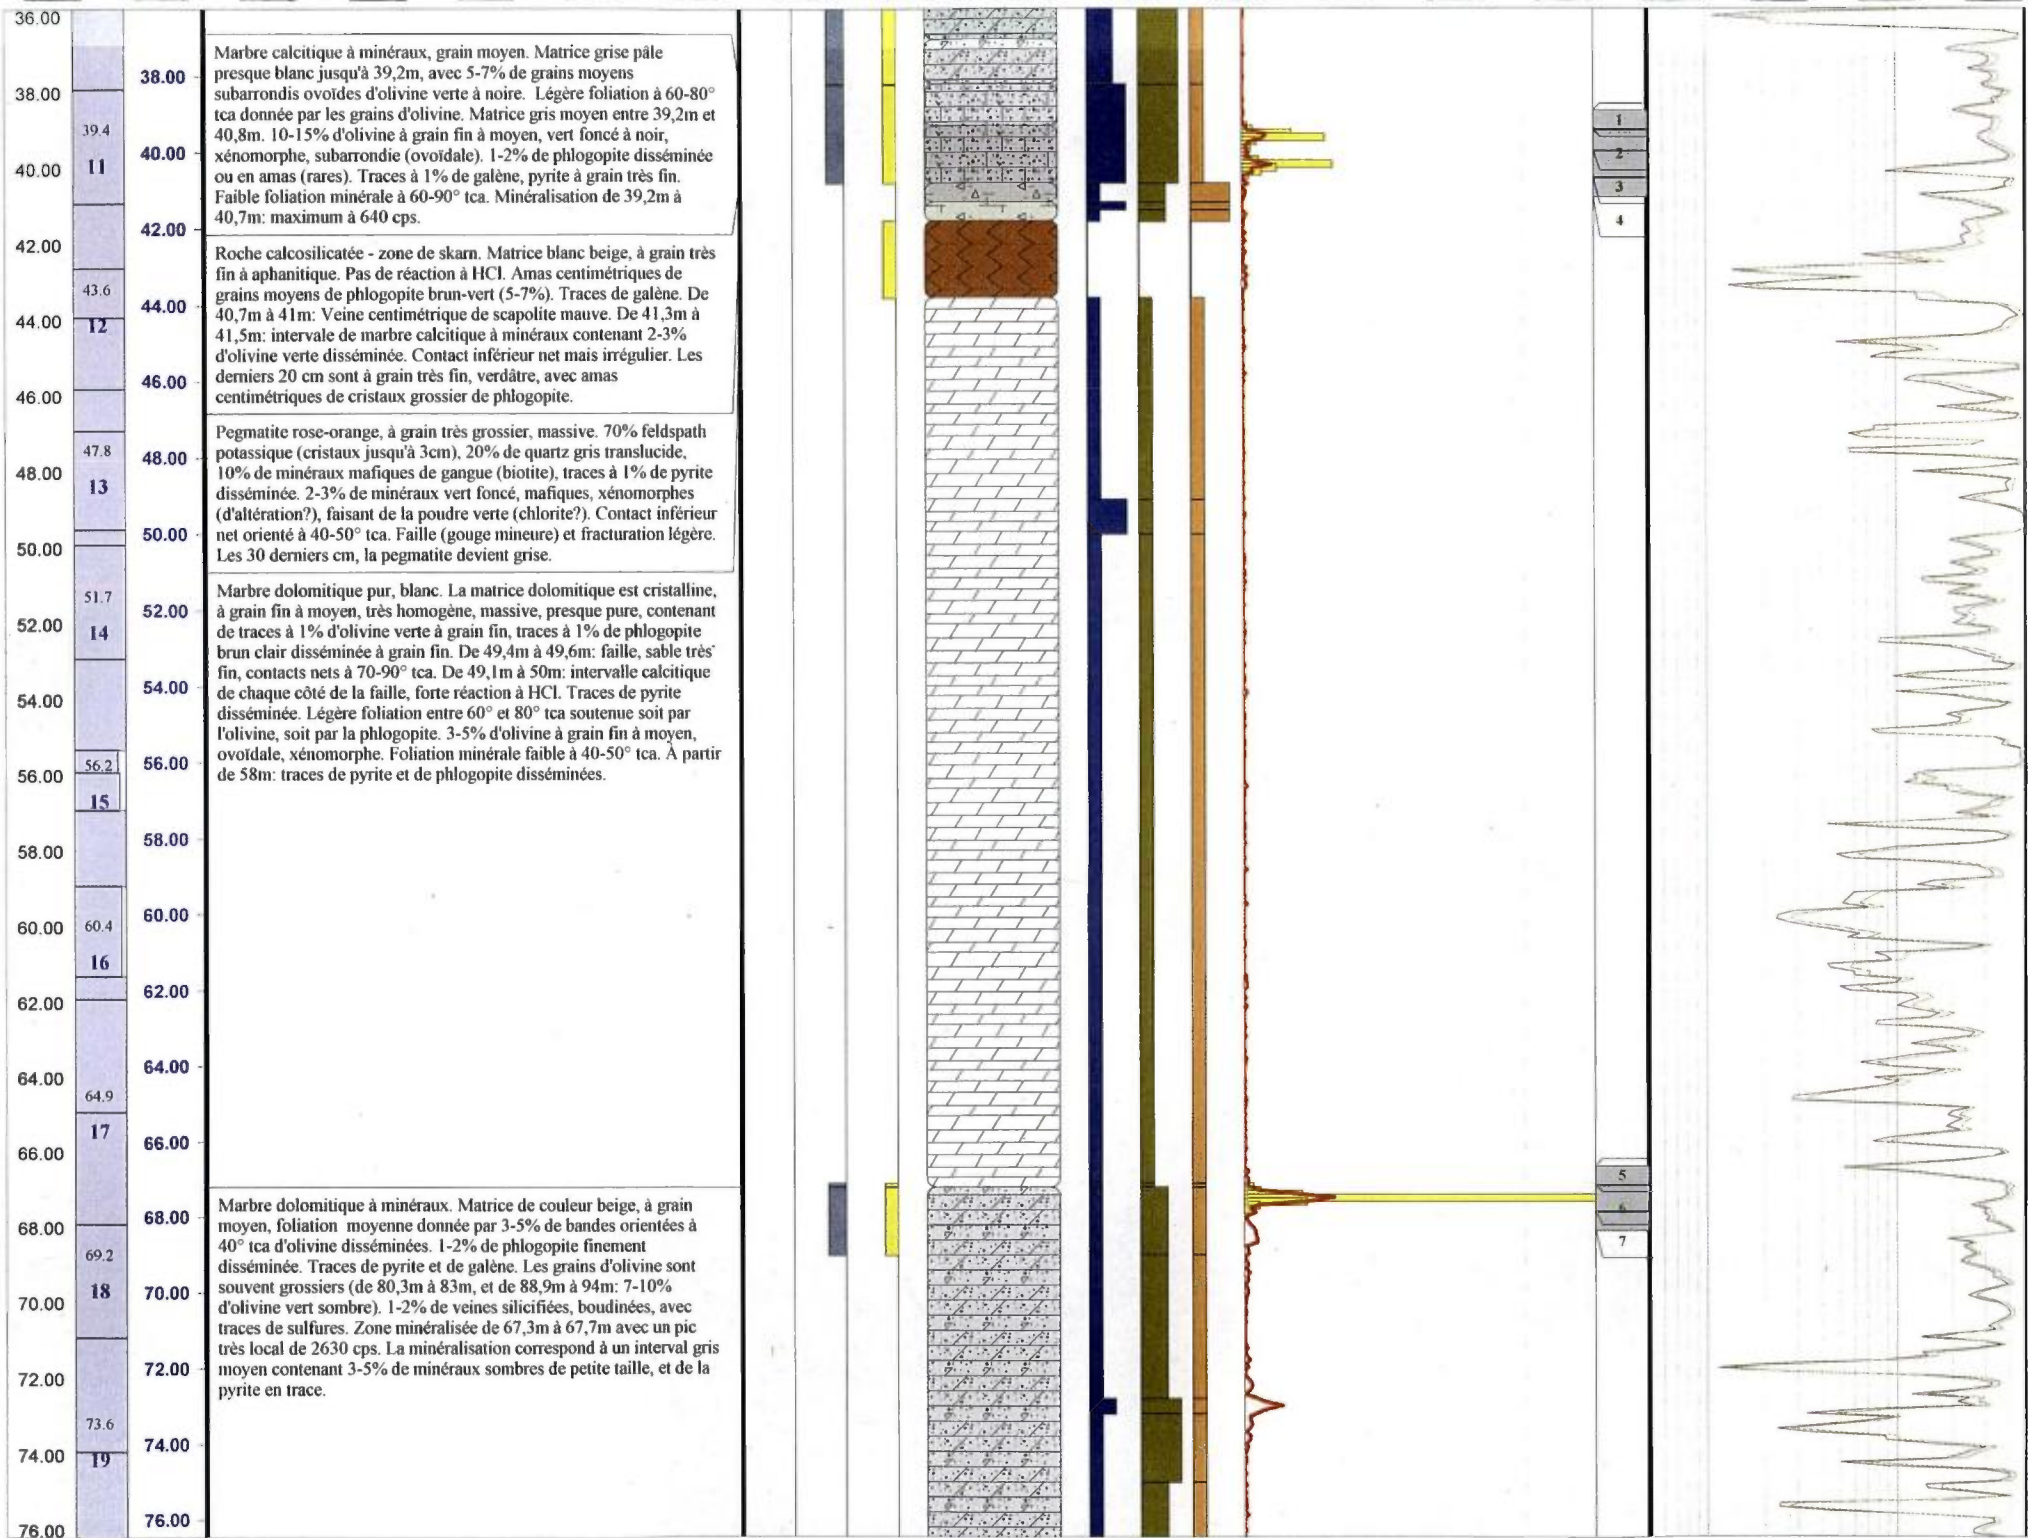 36.00
38.00
40.00
42.00
44.00
46.00
48.00
50.00
52.00
54.00
56.00
58.00
60.00
62.00
64.00
66.00
68.00
70.00
72.00
74.00
76.00
39.4
11
43.6
12
47.8
13
51.7
14
56.2
15
60.4
16
64.9
17
69.2
18
73.6
19
38.00
40.00
42.00
44.00
46.00
48.00
50.00
52.00
54.00
56.00
58.00
60.00
62.00
64.00
66.00
68.00
70.00
72.00
74.00
76.00
Marbre calcitique à minéraux, grain moyen. Matrice grise pâle
presque blanc jusqu'à 39,2m, avec 5-7% de grains moyens
subarrondis ovoïdes d'olivine verte à noire. Légère foliation à 60-80°
tca donnée par les grains d'olivine. Matrice gris moyen entre 39,2m et
40,8m. 10-15% d'olivine à grain fin à moyen, vert foncé à noir,
xénomorphe, subarrondie (ovoïdale). 1-2% de phlogopite disséminée
ou en amas (rares). Traces à 1% de galène, pyrite à grain très fin.
Faible foliation minérale à 60-90° tca. Minéralisation de 39,2m à
40,7m: maximum à 640 cps.
Roche calcosilicatée - zone de skarn. Matrice blanc beige, à grain très
fin à aphanitique. Pas de réaction à HCl. Amas centimétriques de
grains moyens de phlogopite brun-vert (5-7%). Traces de galène. De
40,7m à 41m: Veine centimétrique de scapolite mauve. De 41,3m à
41,5m: intervale de marbre calcitique à minéraux contenant 2-3%
d'olivine verte disséminée. Contact inférieur net mais irrégulier. Les
derniers 20 cm sont à grain très fin, verdâtre, avec amas
centimétriques de cristaux grossier de phlogopite.
Pegmatite rose-orange, à grain très grossier, massive. 70% feldspath
potassique (cristaux jusqu'à 3cm), 20% de quartz gris translucide,
10% de minéraux mafiques de gangue (biotite), traces à 1% de pyrite
disséminée. 2-3% de minéraux vert foncé, mafiques, xénomorphes
(d'altération?), faisant de la poudre verte (chlorite?). Contact inférieur
net orienté à 40-50° tca. Faille (gouge mineure) et fracturation légère.
Les 30 derniers cm, la pegmatite devient grise.
Marbre dolomitique pur, blanc. La matrice dolomitique est cristalline,
à grain fin à moyen, très homogène, massive, presque pure, contenant
de traces à 1% d'olivine verte à grain fin, traces à 1% de phlogopite
brun clair disséminée à grain fin. De 49,4m à 49,6m: faille, sable très
fin, contacts nets à 70-90° tca. De 49,1m à 50m: intervalle calcitique
de chaque côté de la faille, forte réaction à HCl. Traces de pyrite
disséminée. Légère foliation entre 60° et 80° tca soutenue soit par
l'olivine, soit par la phlogopite. 3-5% d'olivine à grain fin à moyen,
ovoïdale, xénomorphe. Foliation minérale faible à 40-50° tca. À partir
de 58m: traces de pyrite et de phlogopite disséminées.
Marbre dolomitique à minéraux. Matrice de couleur beige, à grain
moyen, foliation moyenne donnée par 3-5% de bandes orientées à
40° tca d'olivine disséminées. 1-2% de phlogopite finement
disséminée. Traces de pyrite et de galène. Les grains d'olivine sont
souvent grossiers (de 80,3m à 83m, et de 88,9m à 94m: 7-10%
d'olivine vert sombre). 1-2% de veines silicifiées, boudinées, avec
traces de sulfures. Zone minéralisée de 67,3m à 67,7m avec un pic
très local de 2630 cps. La minéralisation correspond à un interval gris
moyen contenant 3-5% de minéraux sombres de petite taille, et de la
pyrite en trace.
1
2
3
4
5
6
7